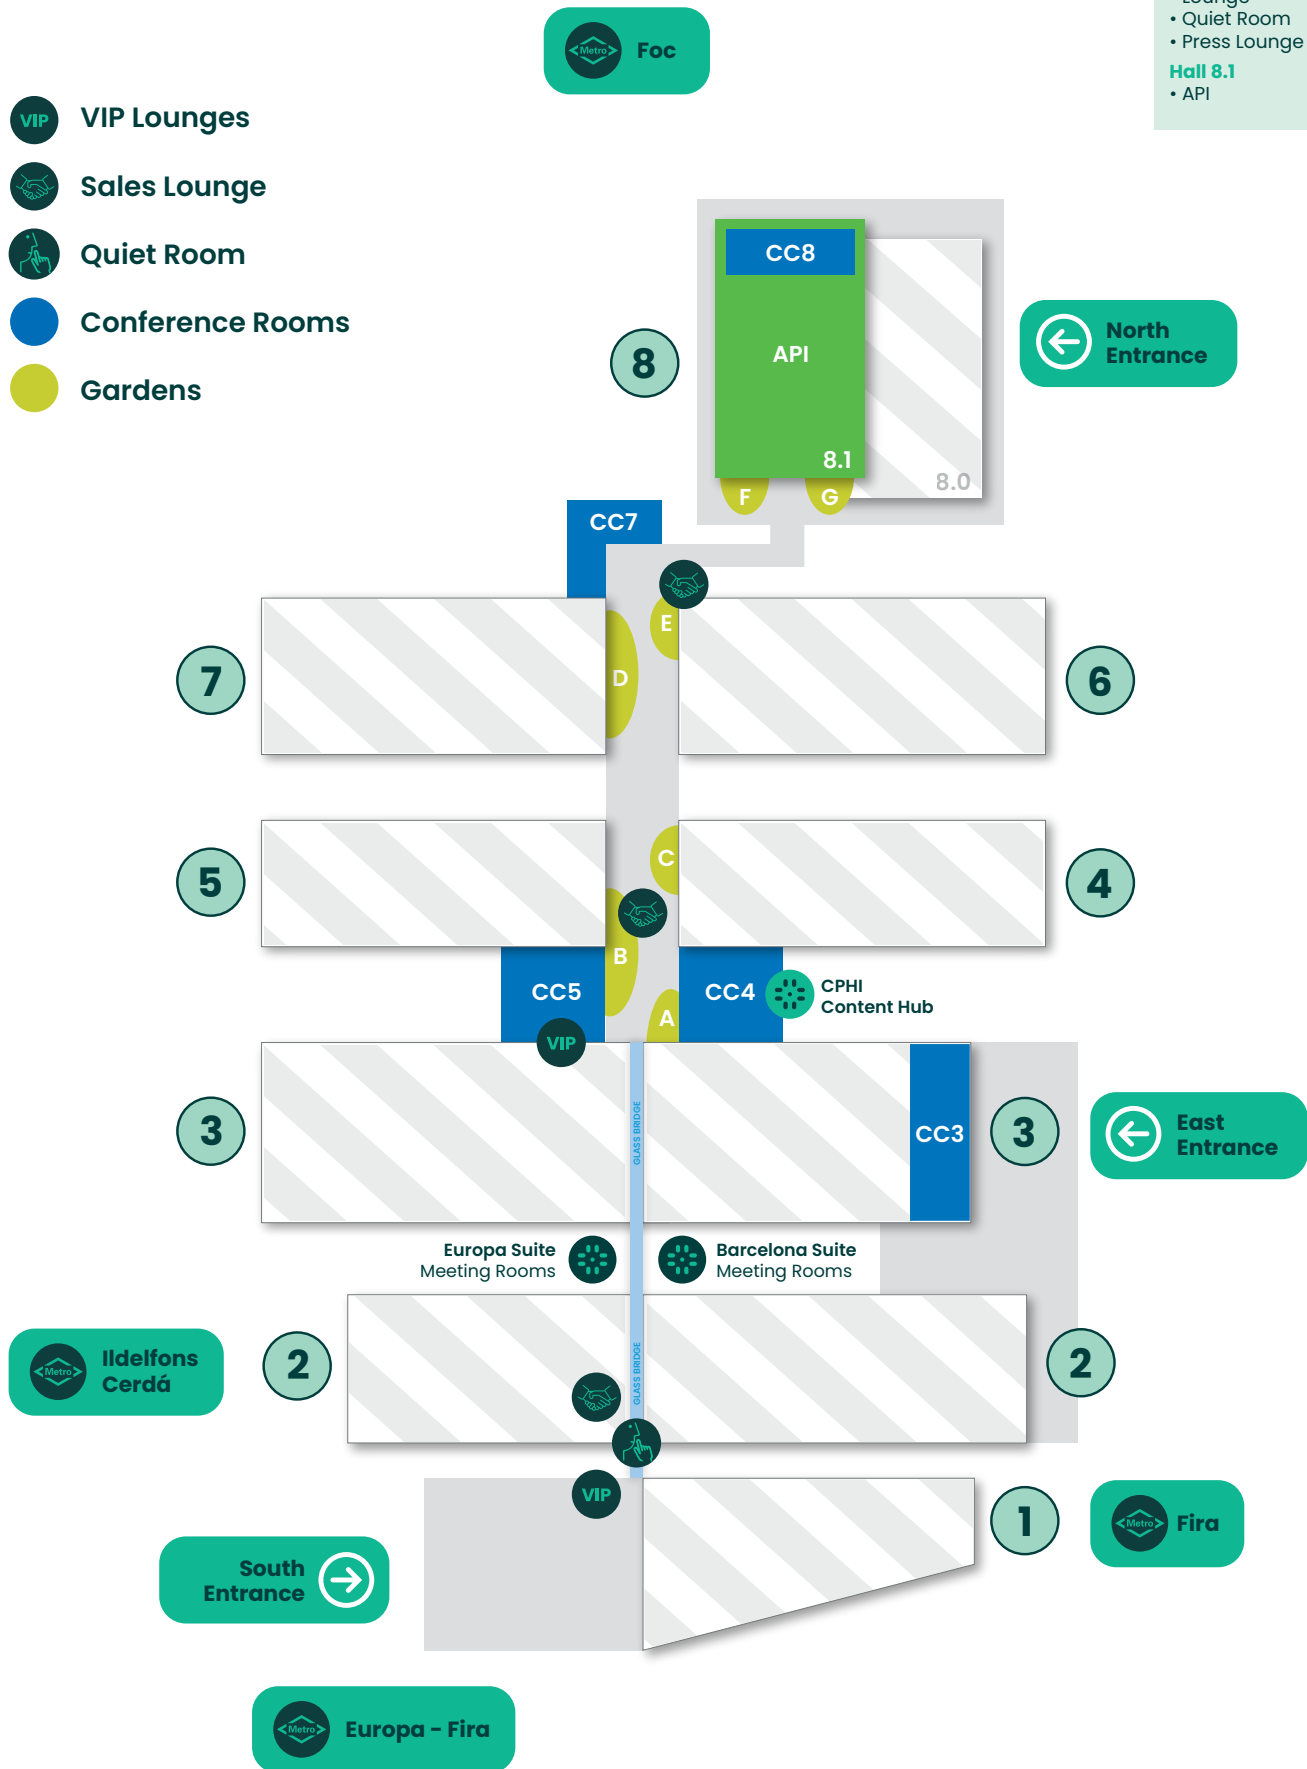 Metro
Foc
Lounge
• Quiet Room
• Press Lounge
Hall 8.1
• API
VIP
VIP Lounges
Sales Lounge
Quiet Room
Conference Rooms
Gardens
CC8
API
8
8.1
8.0
North
Entrance
F
G
CC7
E
D
7
6
C
5
4
B
CC5
CC4
CPHI
Content Hub
A
VIP
GLASS BRIDGE
3
CC3
3
East
Entrance
Europa Suite
Meeting Rooms
Barcelona Suite
Meeting Rooms
Metro
Ildelfons
Cerdá
2
GLASS BRIDGE
2
VIP
1
Metro
Fira
South
Entrance
Metro
Europa - Fira